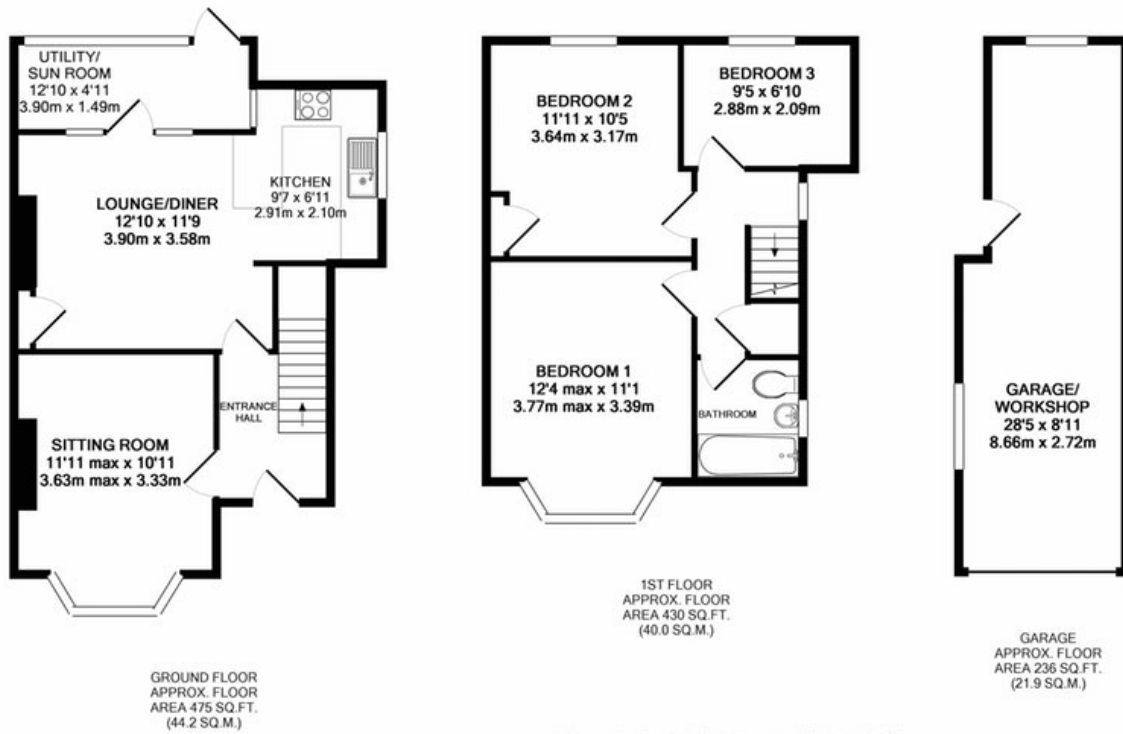 UTILITY/
SUN ROOM
12'10 x 4'11
3.90m x 1.49m
LOUNGE/DINER
12'10 x 11'9
3.90m x 3.58m
KITCHEN
9'7 x 6'11
2.91m x 2.10m
SITTING ROOM
11'11 max x 10'11
3.63m max x 3.33m
ENTRANCE
HALL
GROUND FLOOR
APPROX. FLOOR
AREA 475 SQ.FT.
(44.2 SQ.M.)
BEDROOM 2
11'11 x 10'5
3.64m x 3.17m
BEDROOM 3
9'5 x 6'10
2.88m x 2.09m
BEDROOM 1
12'4 max x 11'1
3.77m max x 3.39m
BATHROOM
1ST FLOOR
APPROX. FLOOR
AREA 430 SQ.FT.
(40.0 SQ.M.)
GARAGE/
WORKSHOP
28'5 x 8'11
8.66m x 2.72m
GARAGE
APPROX. FLOOR
AREA 236 SQ.FT.
(21.9 SQ.M.)